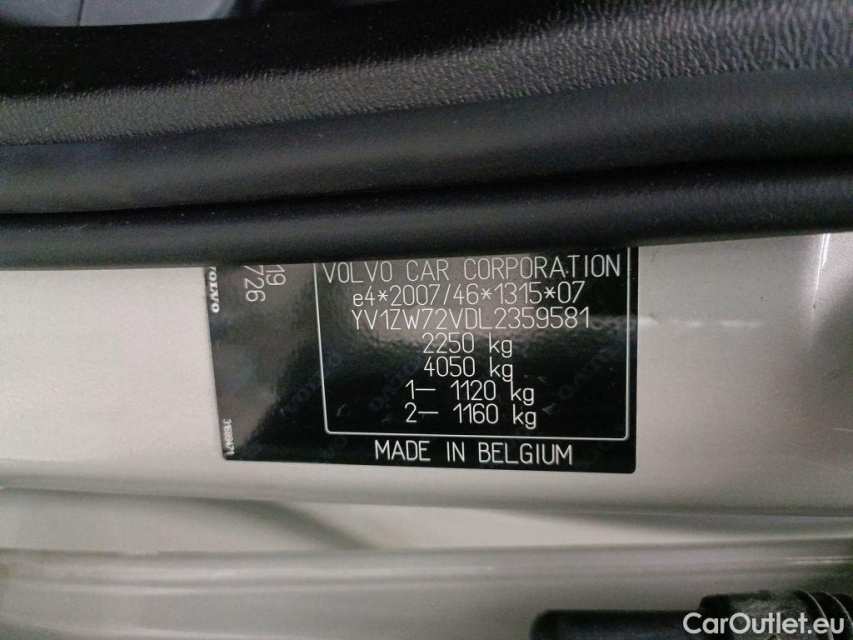 VOLVO CAR CORPORATION
e4*2007/46*1315*07
YV1ZW72VDL2359581
2250 kg
4050 kg
1– 1120 kg
2– 1160 kg
MADE IN BELGIUM
VOLVO
19
726
CarOutlet.eu